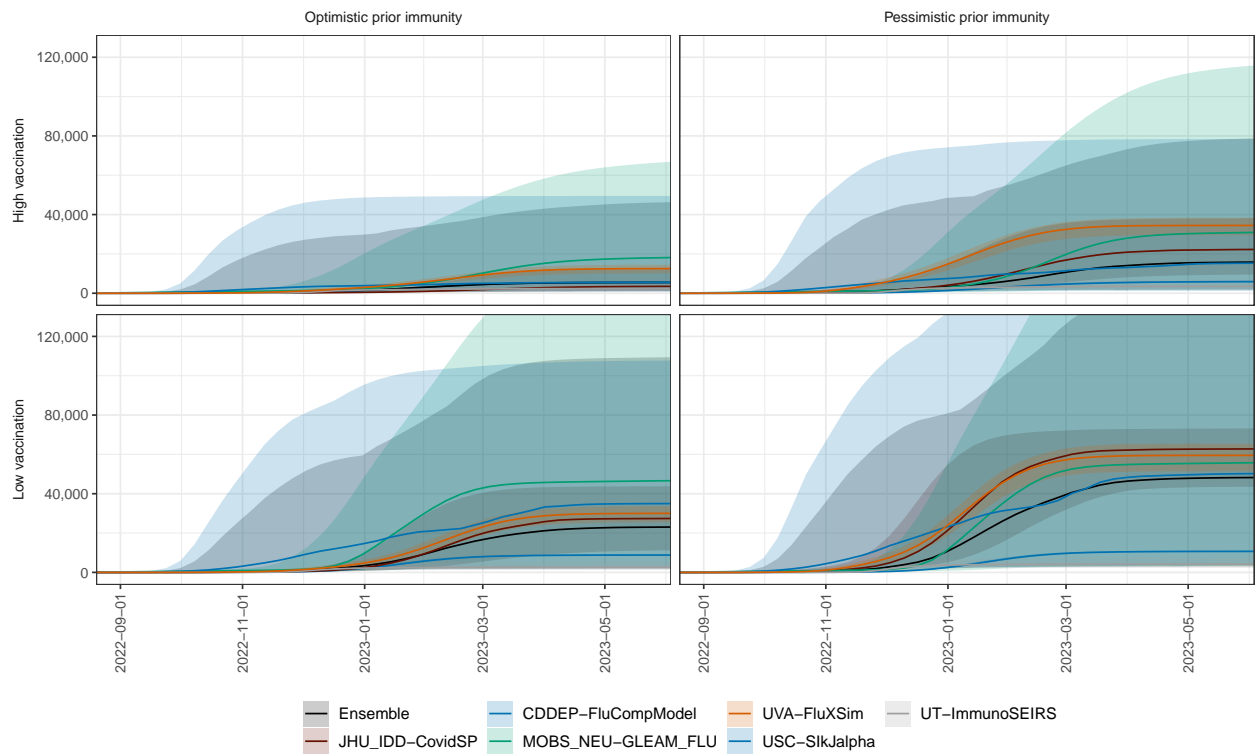 Optimistic prior immunity
Pessimistic prior immunity
High vaccination
120,000
80,000
40,000
0
Low vaccination
120,000
80,000
40,000
0
2022−09−01
2022−11−01
2023−01−01
2023−03−01
2023−05−01
2022−09−01
2022−11−01
2023−01−01
2023−03−01
2023−05−01
Ensemble
CDDEP−FluCompModel
UVA−FluXSim
UT−ImmunoSEIRS
JHU_IDD−CovidSP
MOBS_NEU−GLEAM_FLU
USC−SIkJalpha